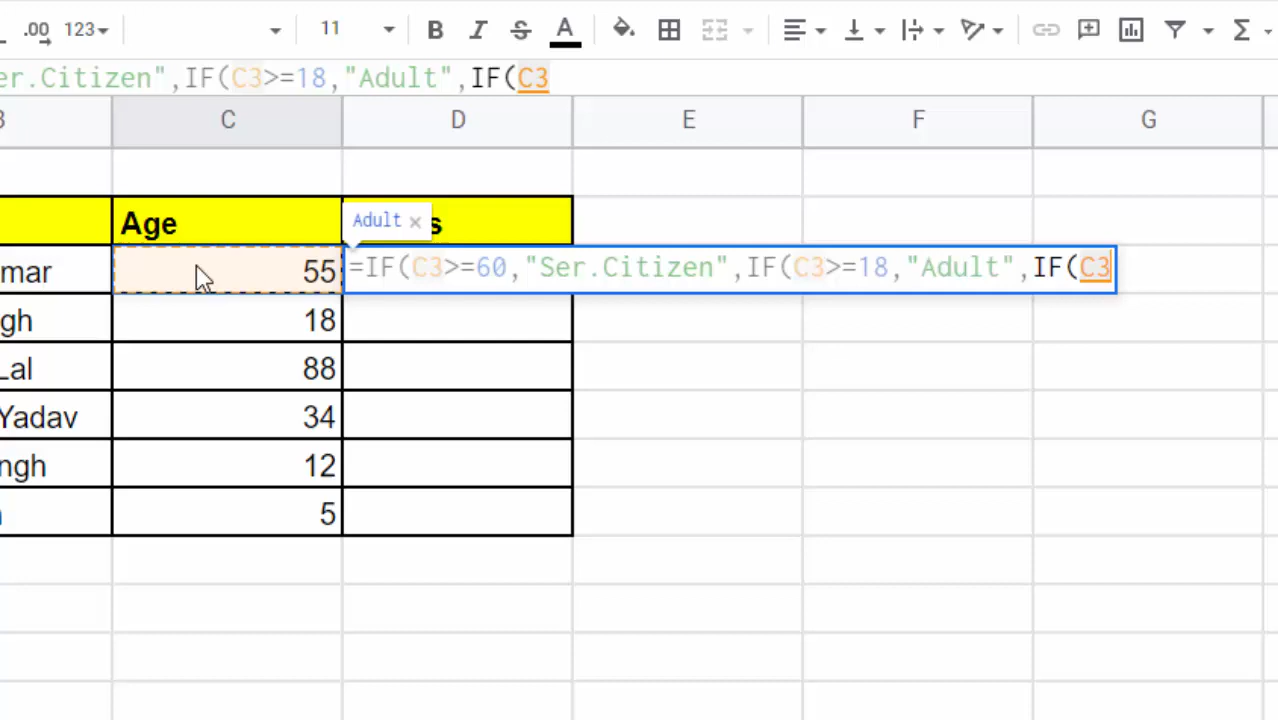 .00 123 11 B I S A Σ
er.Citizen",IF(C3>=18,"Adult",IF(C3
C D E F G
Age
Adult × s
mar 55 =IF(C3>=60,"Ser.Citizen",IF(C3>=18,"Adult",IF(C3
gh 18
Lal 88
Yadav 34
ngh 12
5